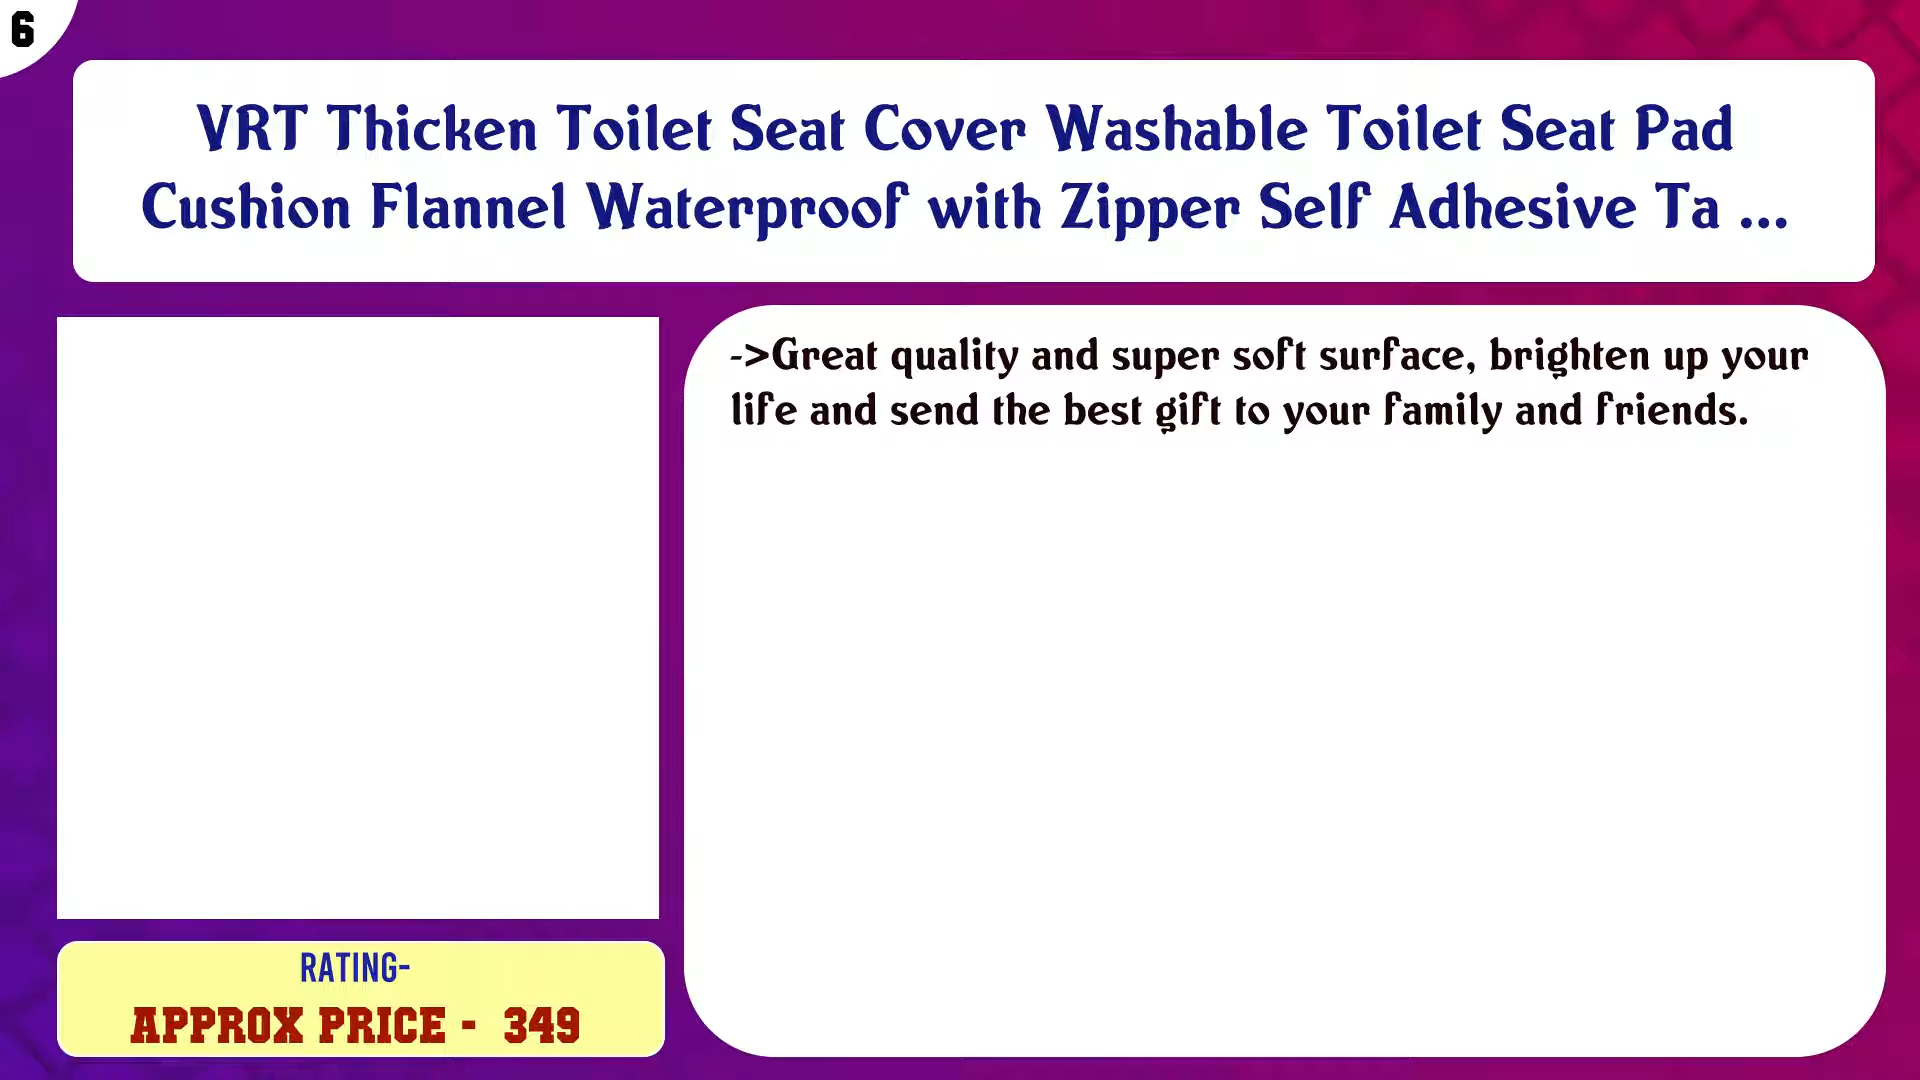 6
VRT Thicken Toilet Seat Cover Washable Toilet Seat Pad
Cushion Flannel Waterproof with Zipper Self Adhesive Ta ...
->Great quality and super soft surface, brighten up your
life and send the best gift to your family and friends.
RATING-
APPROX PRICE - 349